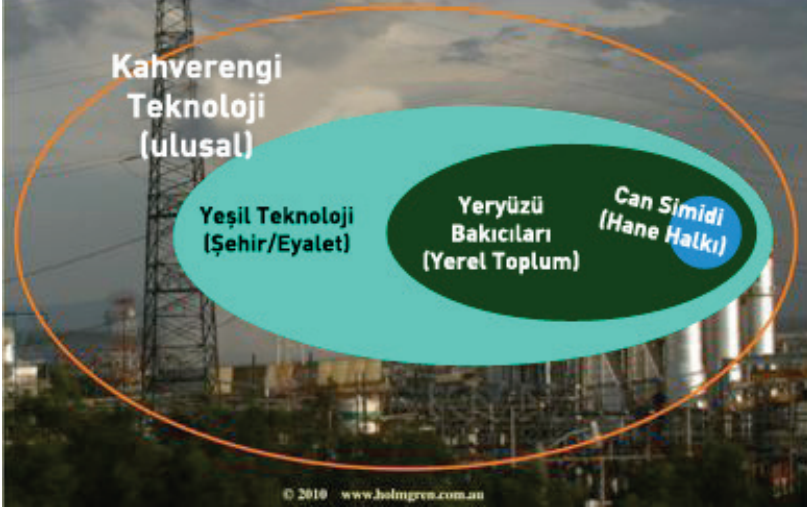 Kahverengi
Teknoloji
(ulusal)
Yeşil Teknoloji
(Şehir/Eyalet)
Yeryüzü
Bakıcıları
(Yerel Toplum)
Can Simidi
(Hane Halkı)
© 2010 www.holmgren.com.au